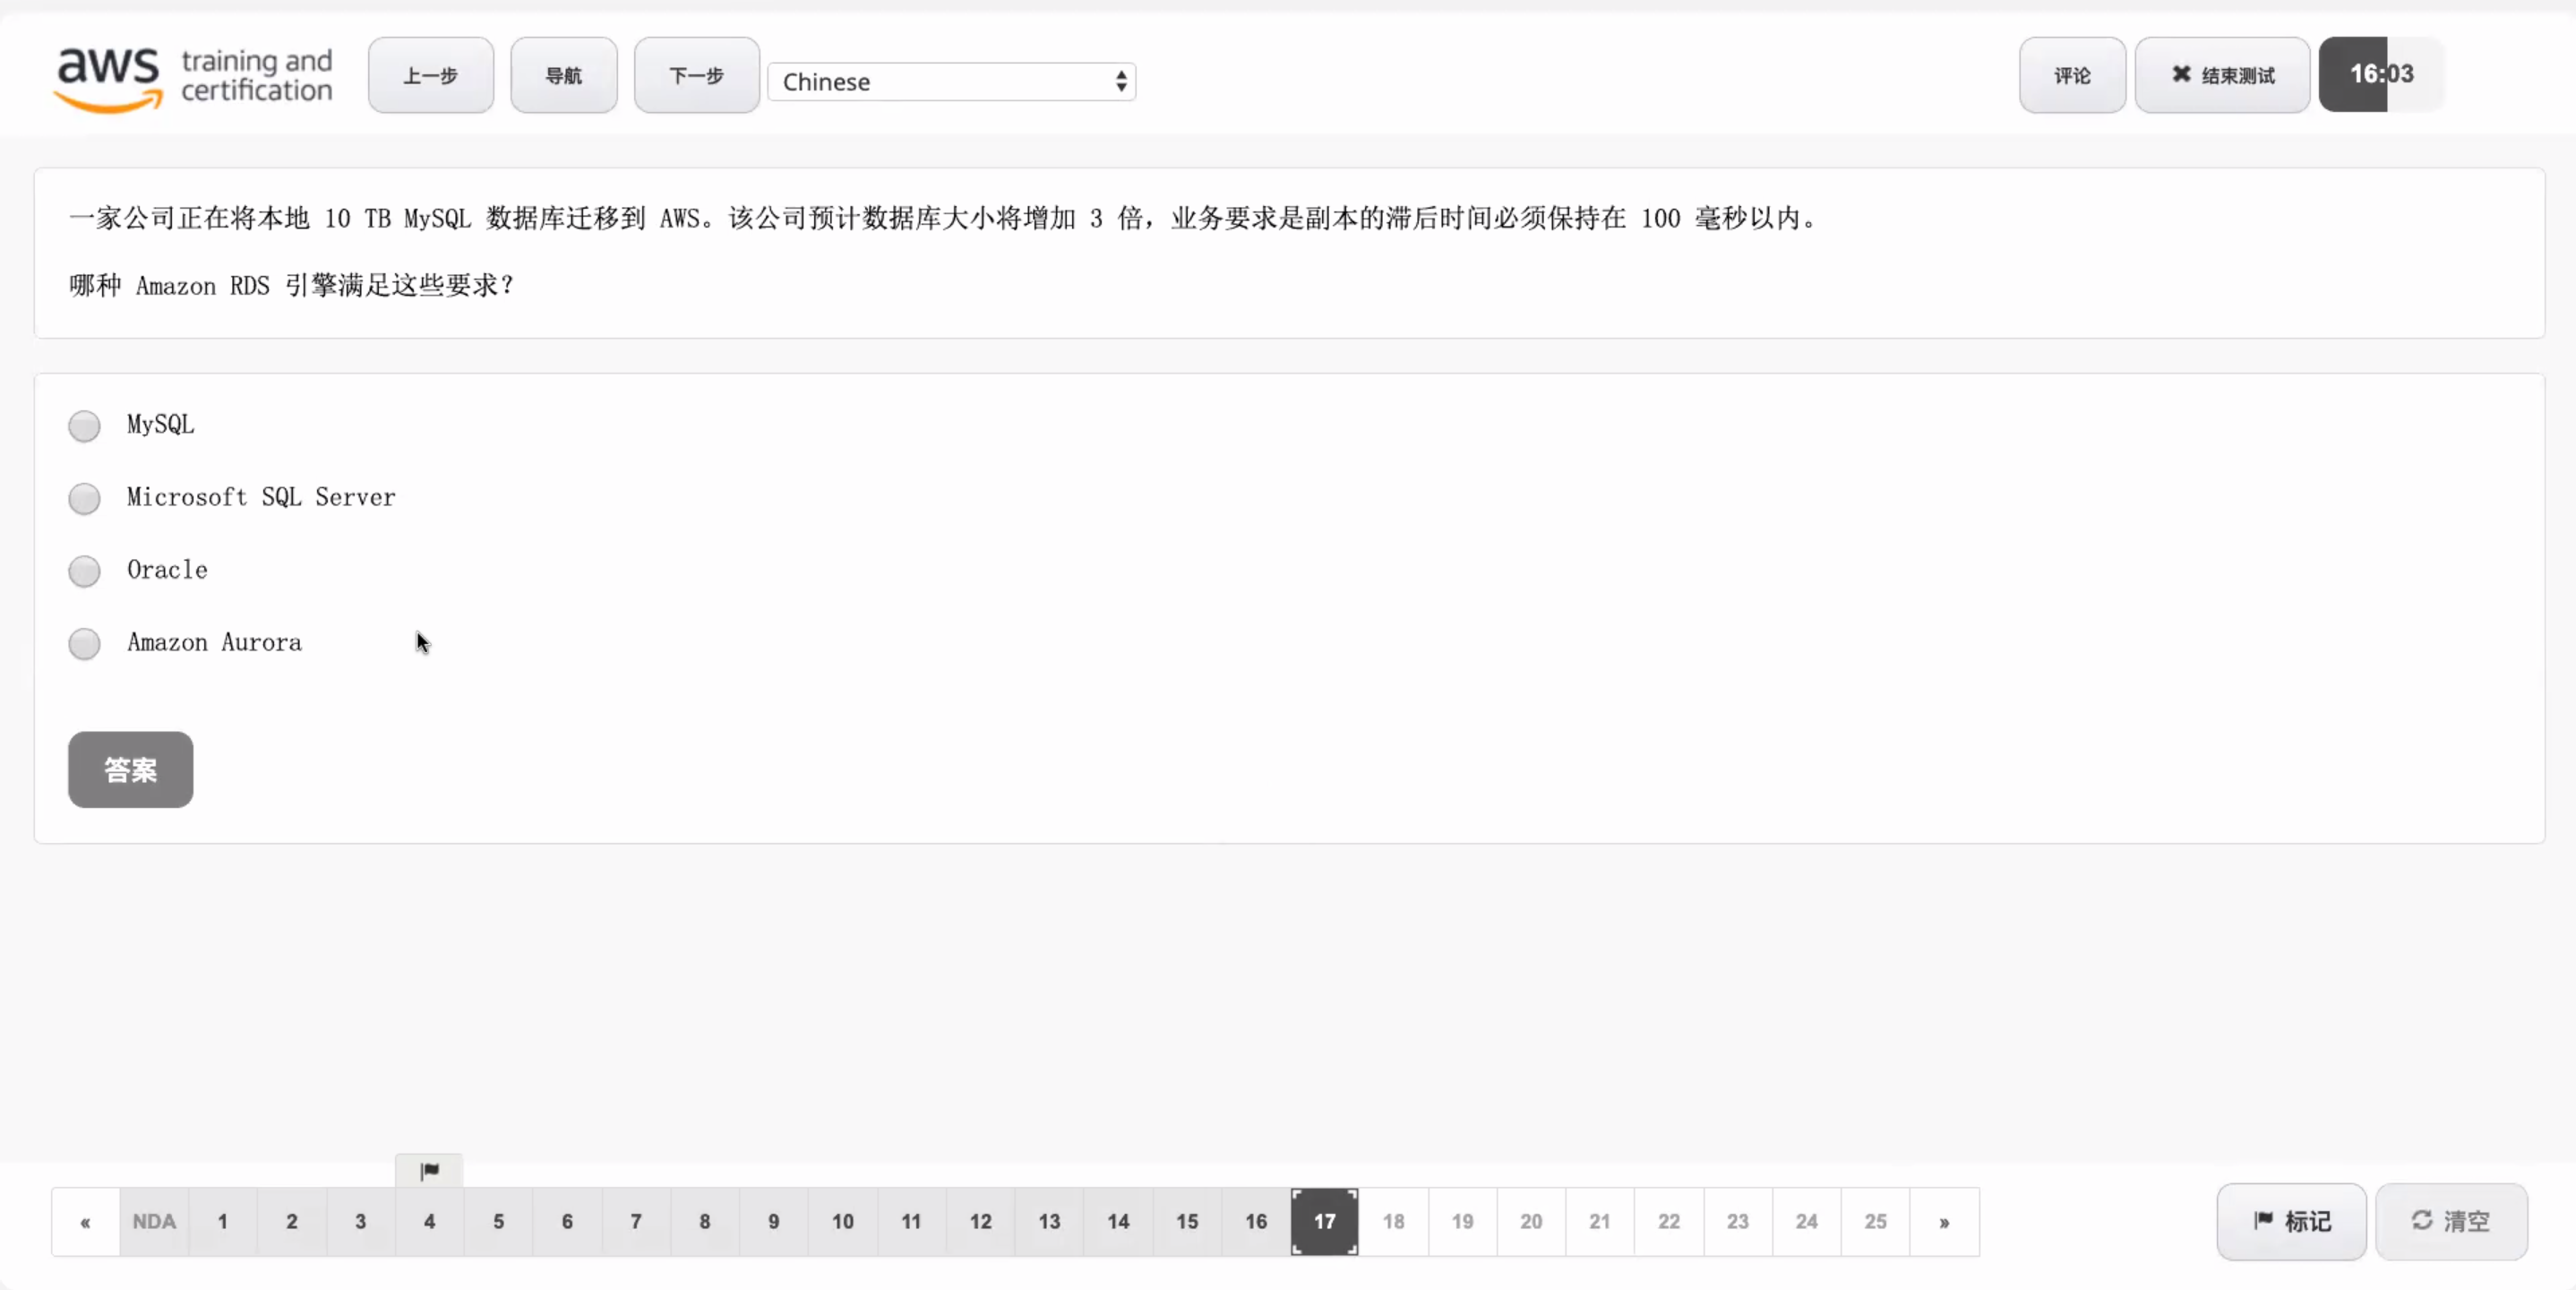 aws training and certification
上一步
导航
下一步
Chinese
评论
✖ 结束测试
16:03
一家公司正在将本地 10 TB MySQL 数据库迁移到 AWS。该公司预计数据库大小将增加 3 倍，业务要求是副本的滞后时间必须保持在 100 毫秒以内。
哪种 Amazon RDS 引擎满足这些要求？
MySQL
Microsoft SQL Server
Oracle
Amazon Aurora
答案
« NDA 1 2 3 4 5 6 7 8 9 10 11 12 13 14 15 16 17 18 19 20 21 22 23 24 25 »
标记
清空